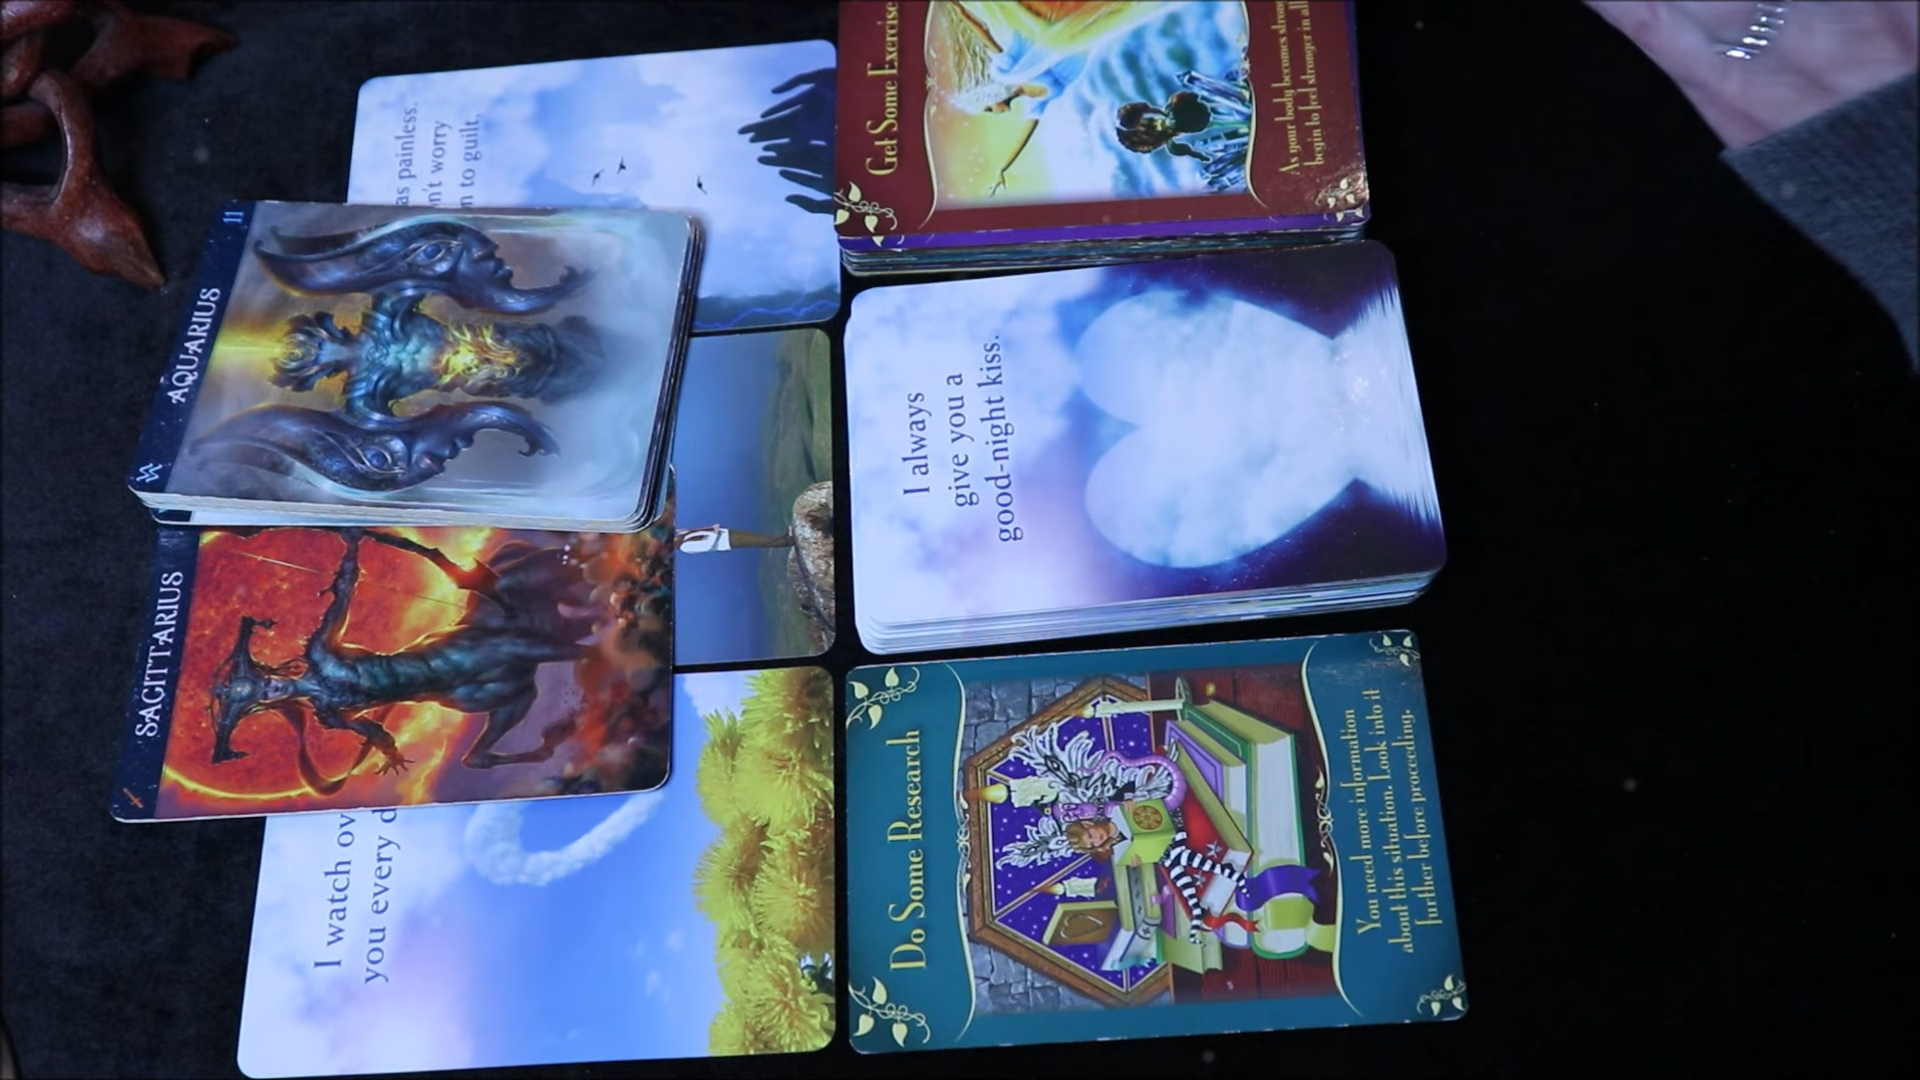 as painless.
n't worry
n to guilt.
Get Some Exercise
As your body becomes strong
begin to feel stronger in all
11
AQUARIUS
I always
give you a
good-night kiss.
SAGITTARIUS
I watch ov
you every d
Do Some Research
You need more information
about this situation. Look into it
further before proceeding.